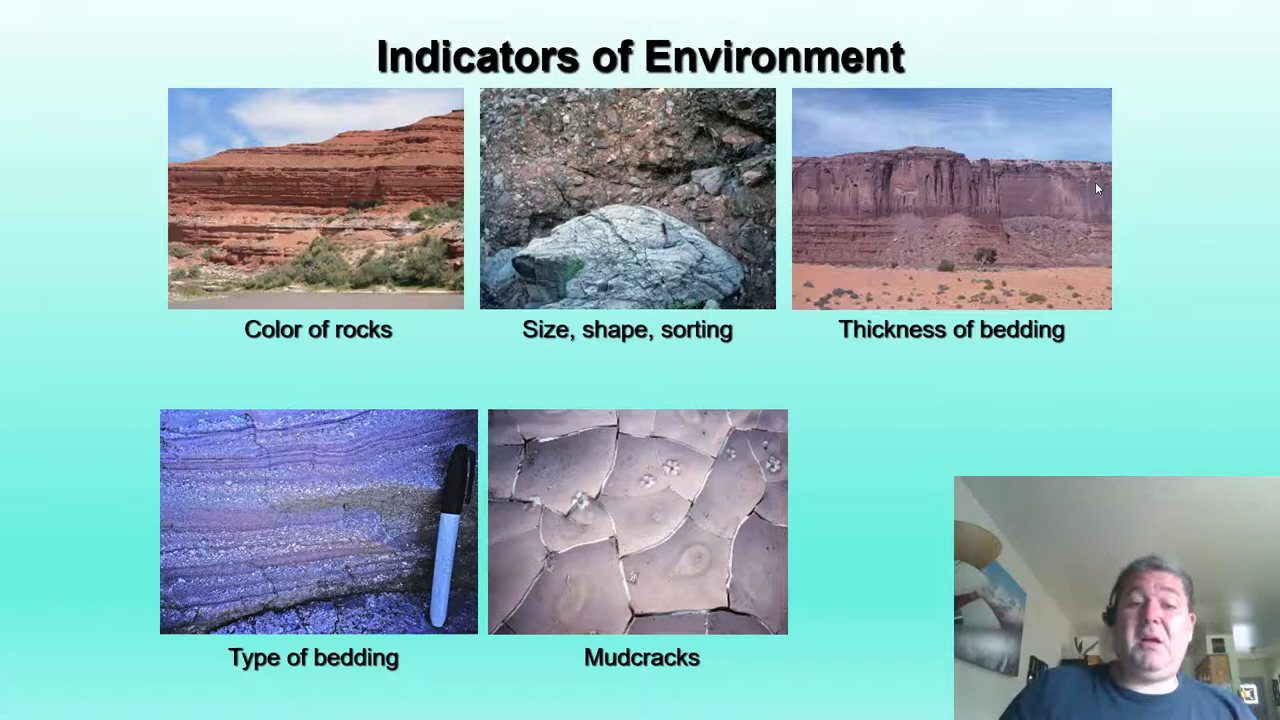 Indicators of Environment
Color of rocks
Size, shape, sorting
Thickness of bedding
Type of bedding
Mudcracks